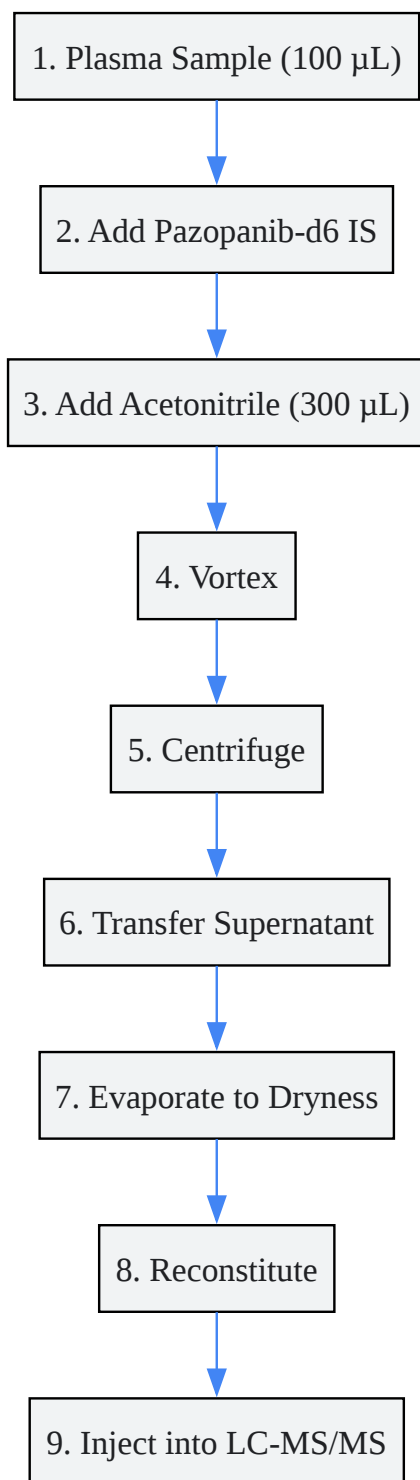 1. Plasma Sample (100 µL)
2. Add Pazopanib-d6 IS
3. Add Acetonitrile (300 µL)
4. Vortex
5. Centrifuge
6. Transfer Supernatant
7. Evaporate to Dryness
8. Reconstitute
9. Inject into LC-MS/MS